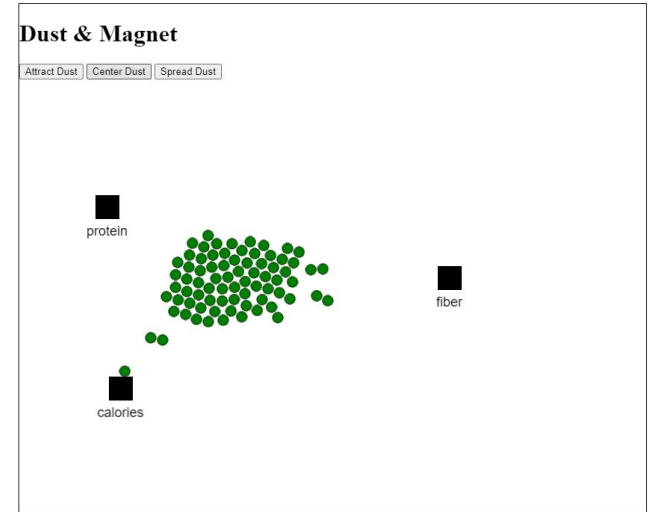 Dust & Magnet
Attract Dust Center Dust Spread Dust
protein
fiber
calories